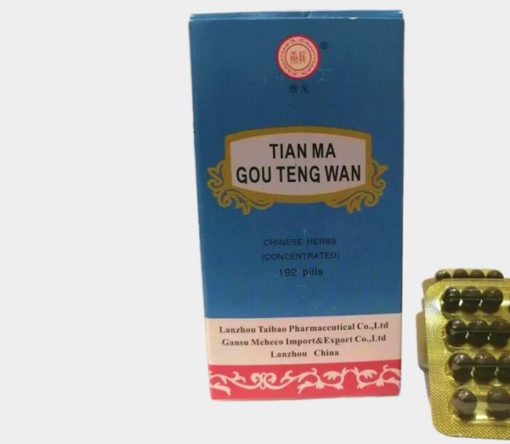 ®
TIAN MA
GOU TENG WAN
CHINESE HERBS
(CONCENTRATED)
192 pills
Lanzhou Taibao Pharmaceutical Co.,Ltd
Gansu Meheco Import&Export Co.,Ltd
Lanzhou China